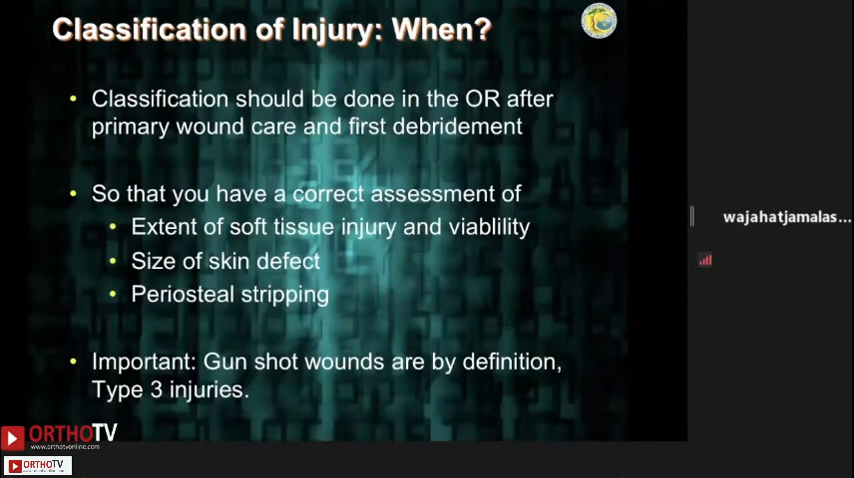 Classification of Injury: When?
• Classification should be done in the OR after
primary wound care and first debridement
• So that you have a correct assessment of
• Extent of soft tissue injury and viablility
• Size of skin defect
• Periosteal stripping
• Important: Gun shot wounds are by definition,
Type 3 injuries.
wajahatjamalas...
ORTHOTV
www.orthotvonline.com
ORTHOTV